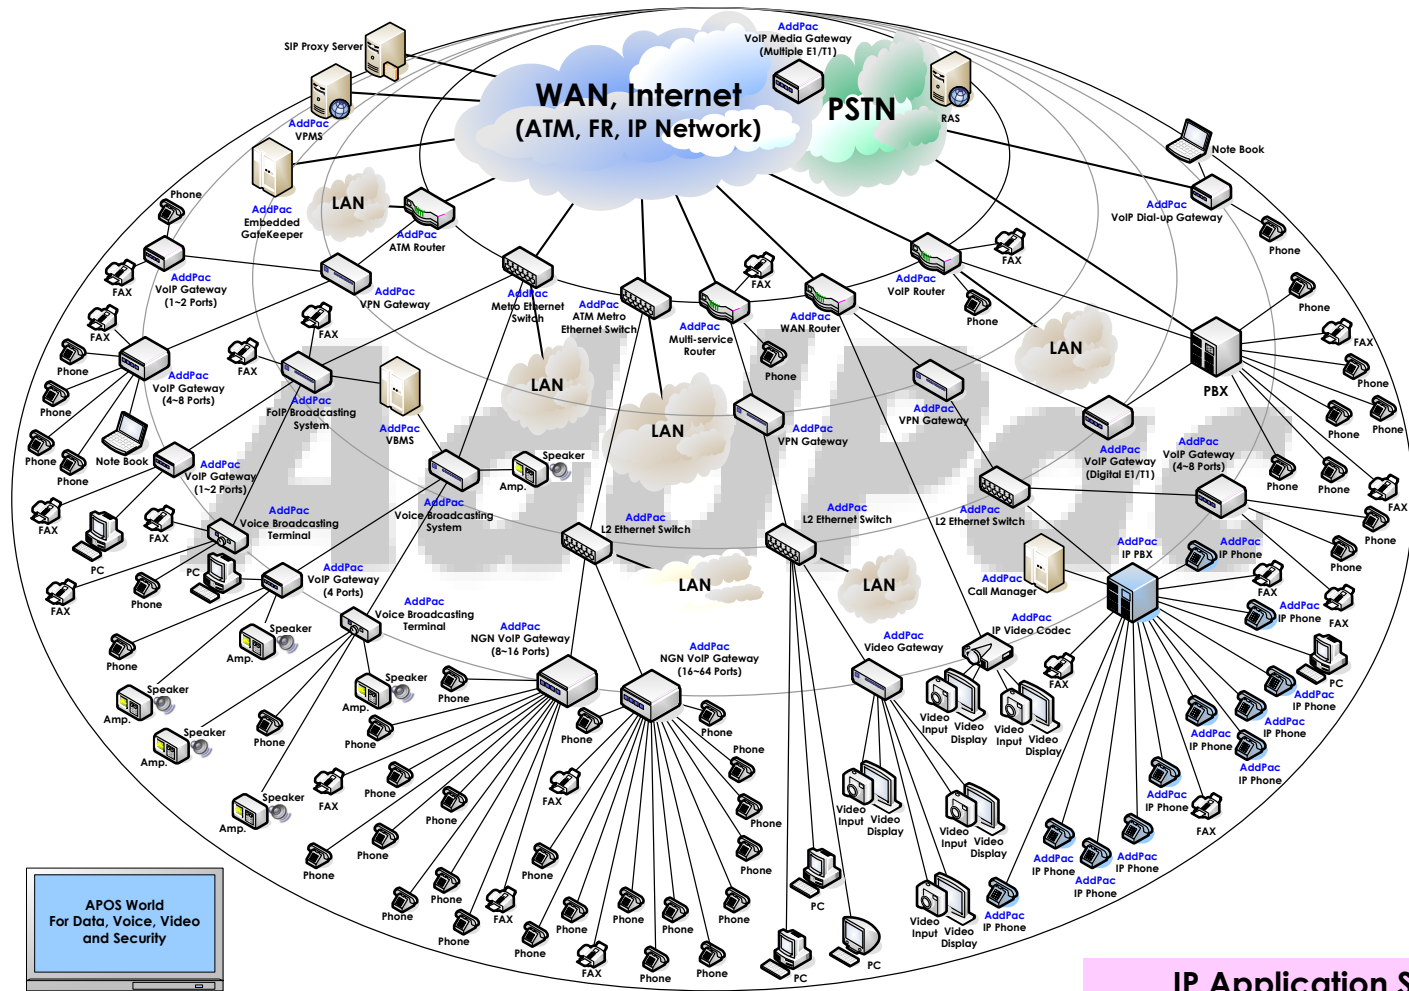 SIP Proxy Server
AddPac
VPMS
AddPac
Embedded
GateKeeper
WAN, Internet
(ATM, FR, IP Network)
AddPac
VoIP Media Gateway
(Multiple E1/T1)
PSTN
RAS
Note Book
AddPac
VoIP Dial-up Gateway
Phone
Phone
LAN
AddPac
ATM Router
FAX
AddPac
VoIP Gateway
(1~2 Ports)
AddPac
VPN Gateway
AddPac
Metro Ethernet
Switch
AddPac
ATM Metro
Ethernet Switch
FAX
AddPac
Multi-service
Router
Phone
AddPac
WAN Router
AddPac
VoIP Router
FAX
Phone
LAN
PBX
Phone
FAX
Phone
Phone
Phone
Phone
Phone
FAX
FAX
Phone
Phone
Phone
Phone
AddPac
VoIP Gateway
(4~8 Ports)
Note Book
FAX
FAX
AddPac
FoIP Broadcasting
System
AddPac
VBMS
LAN
LAN
AddPac
VPN Gateway
AddPac
VPN Gateway
AddPac
VoIP Gateway
(Digital E1/T1)
AddPac
VoIP Gateway
(4~8 Ports)
FAX
Phone
Phone
FAX
AddPac
VoIP Gateway
(1~2 Ports)
FAX
PC
AddPac
Voice Broadcasting
Terminal
FAX
FAX
Phone
PC
AddPac
Voice Broadcasting
System
Speaker
Amp.
AddPac
VoIP Gateway
(4 Ports)
Phone
Speaker
Amp.
Speaker
Amp.
AddPac
Voice Broadcasting
Terminal
Speaker
Amp.
Speaker
Amp.
Phone
Speaker
Amp.
AddPac
L2 Ethernet Switch
LAN
AddPac
L2 Ethernet Switch
LAN
AddPac
L2 Ethernet Switch
AddPac
Call Manager
AddPac
IP PBX
AddPac
IP Phone
FAX
AddPac
IP Phone
PC
AddPac
IP Phone
AddPac
IP Phone
AddPac
IP Phone
AddPac
IP Phone
AddPac
IP Phone
FAX
AddPac
IP Phone
AddPac
IP Phone
AddPac
IP Phone
AddPac
IP Phone
FAX
AddPac
NGN VoIP Gateway
(8~16 Ports)
AddPac
NGN VoIP Gateway
(16~64 Ports)
Phone
Phone
FAX
Phone
Phone
Phone
Phone
Phone
Phone
FAX
Phone
FAX
Phone
Phone
Phone
Phone
Phone
Phone
FAX
Phone
Phone
Phone
Phone
Phone
AddPac
Video Gateway
AddPac
IP Video Codec
Video
Input
Video
Display
Video
Input
Video
Display
Video
Input
Video
Display
Video
Input
Video
Display
Video
Input
Video
Display
PC
PC
PC
AddPac
APOS World
For Data, Voice, Video
and Security
IP Application S